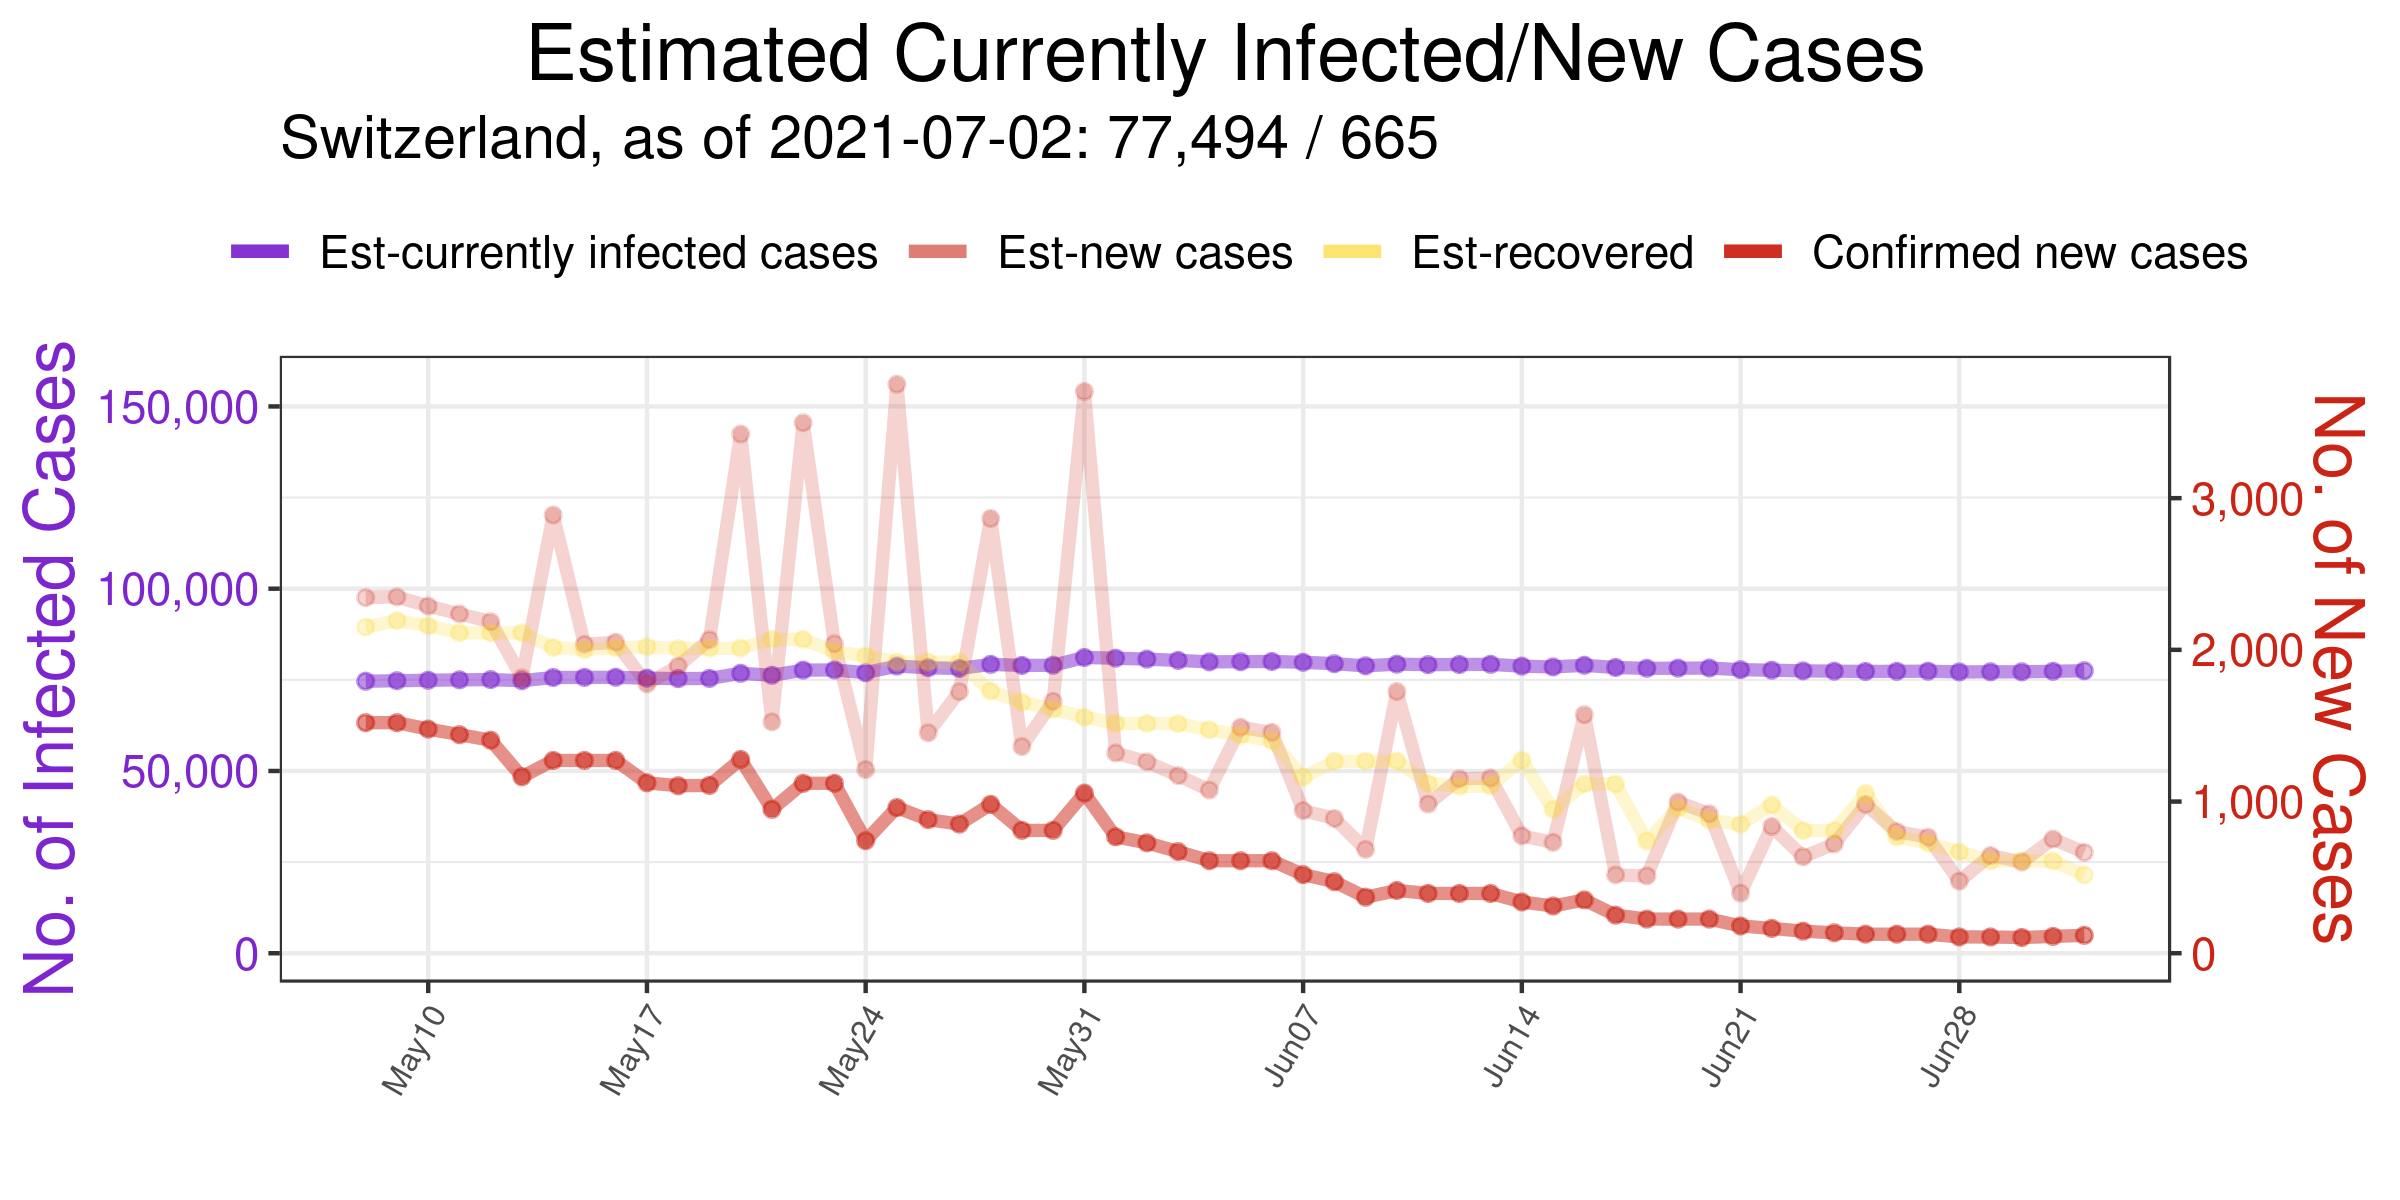 Estimated Currently Infected/New Cases
Switzerland, as of 2021-07-02: 77,494 / 665
Est-currently infected cases Est-new cases Est-recovered Confirmed new cases
No. of Infected Cases
150,000
100,000
50,000
0
3,000
2,000
1,000
0
No. of New Cases
May10 May17 May24 May31 Jun07 Jun14 Jun21 Jun28